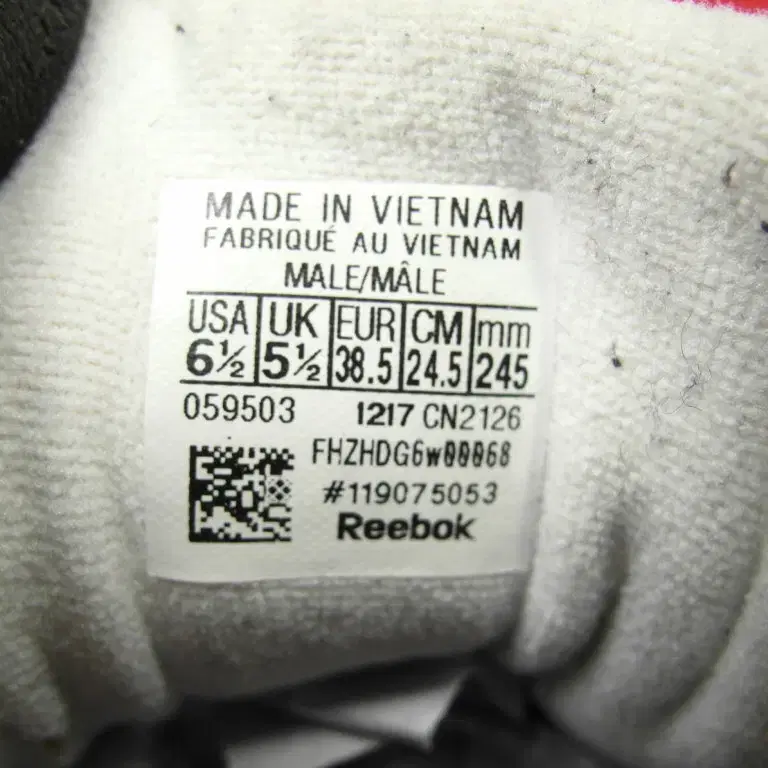 MADE IN VIETNAM
FABRIQUÉ AU VIETNAM
MALE/MÂLE
USA UK EUR CM mm
6½ 5½ 38.5 24.5 245
059503 1217 CN2126
FHZHDG6w00068
#119075053
Reebok